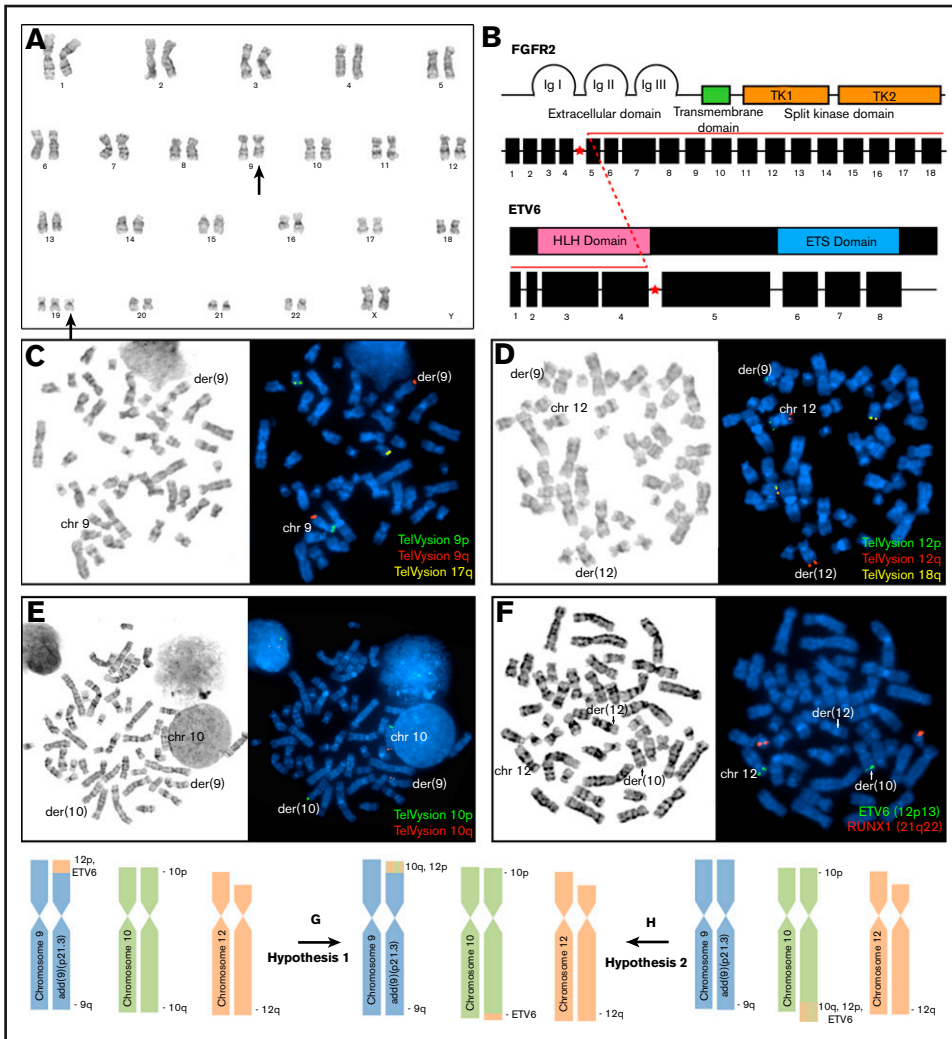 A
1 2 3 4 5
6 7 8 9 10 11 12
13 14 15 16 17 18
19 20 21 22 X Y
B
FGFR2
Ig I Ig II Ig III
TK1 TK2
Extracellular domain Transmembrane domain Split kinase domain
1 2 3 4 5 6 7 8 9 10 11 12 13 14 15 16 17 18
ETV6
HLH Domain ETS Domain
1 2 3 4 5 6 7 8
C
der(9) der(9)
chr 9 chr 9
TelVysion 9p
TelVysion 9q
TelVysion 17q
D
der(9) der(9)
chr 12 chr 12
der(12) der(12)
TelVysion 12p
TelVysion 12q
TelVysion 18q
E
chr 10 chr 10
der(9) der(9)
der(10) der(10)
TelVysion 10p
TelVysion 10q
F
der(12) der(12)
chr 12 chr 12
der(10) der(10)
ETV6 (12p13)
RUNX1 (21q22)
12p,
ETV6
- 10p
Chromosome 9
add(9)(p21.3)
Chromosome 10
Chromosome 12
- 9q
- 10q
- 12q
G
Hypothesis 1
10q, 12p
- 10p
Chromosome 9
add(9)(p21.3)
Chromosome 10
Chromosome 12
- 9q
- ETV6
- 12q
H
Hypothesis 2
- 10p
Chromosome 9
add(9)(p21.3)
Chromosome 10
Chromosome 12
- 9q
10q, 12p,
ETV6
- 12q